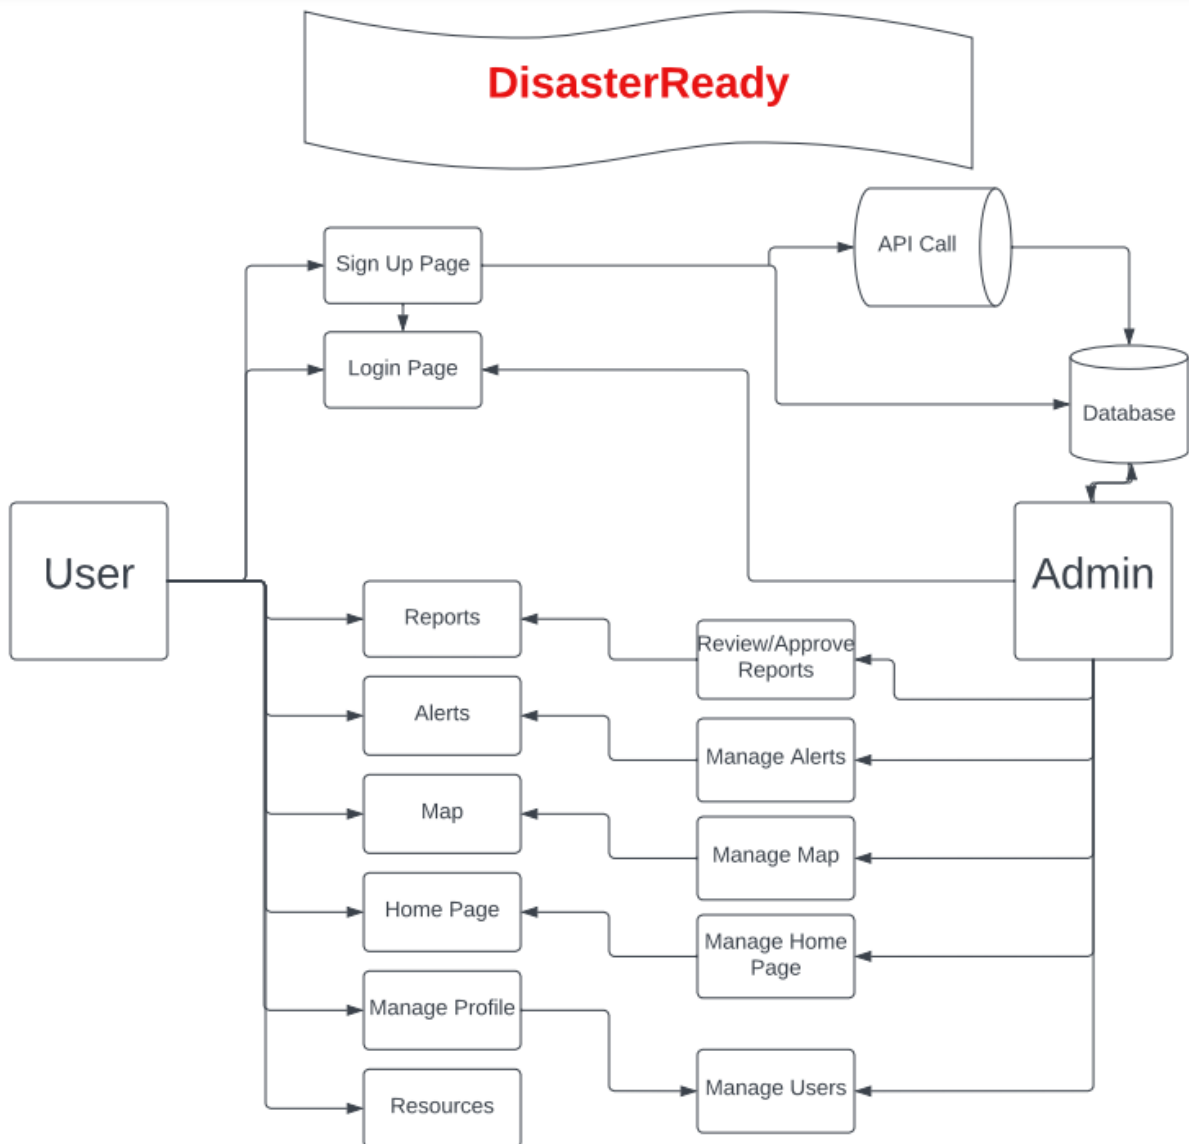 DisasterReady
Sign Up Page
API Call
Login Page
Database
User
Admin
Reports
Review/Approve
Reports
Alerts
Manage Alerts
Map
Manage Map
Home Page
Manage Home
Page
Manage Profile
Manage Users
Resources